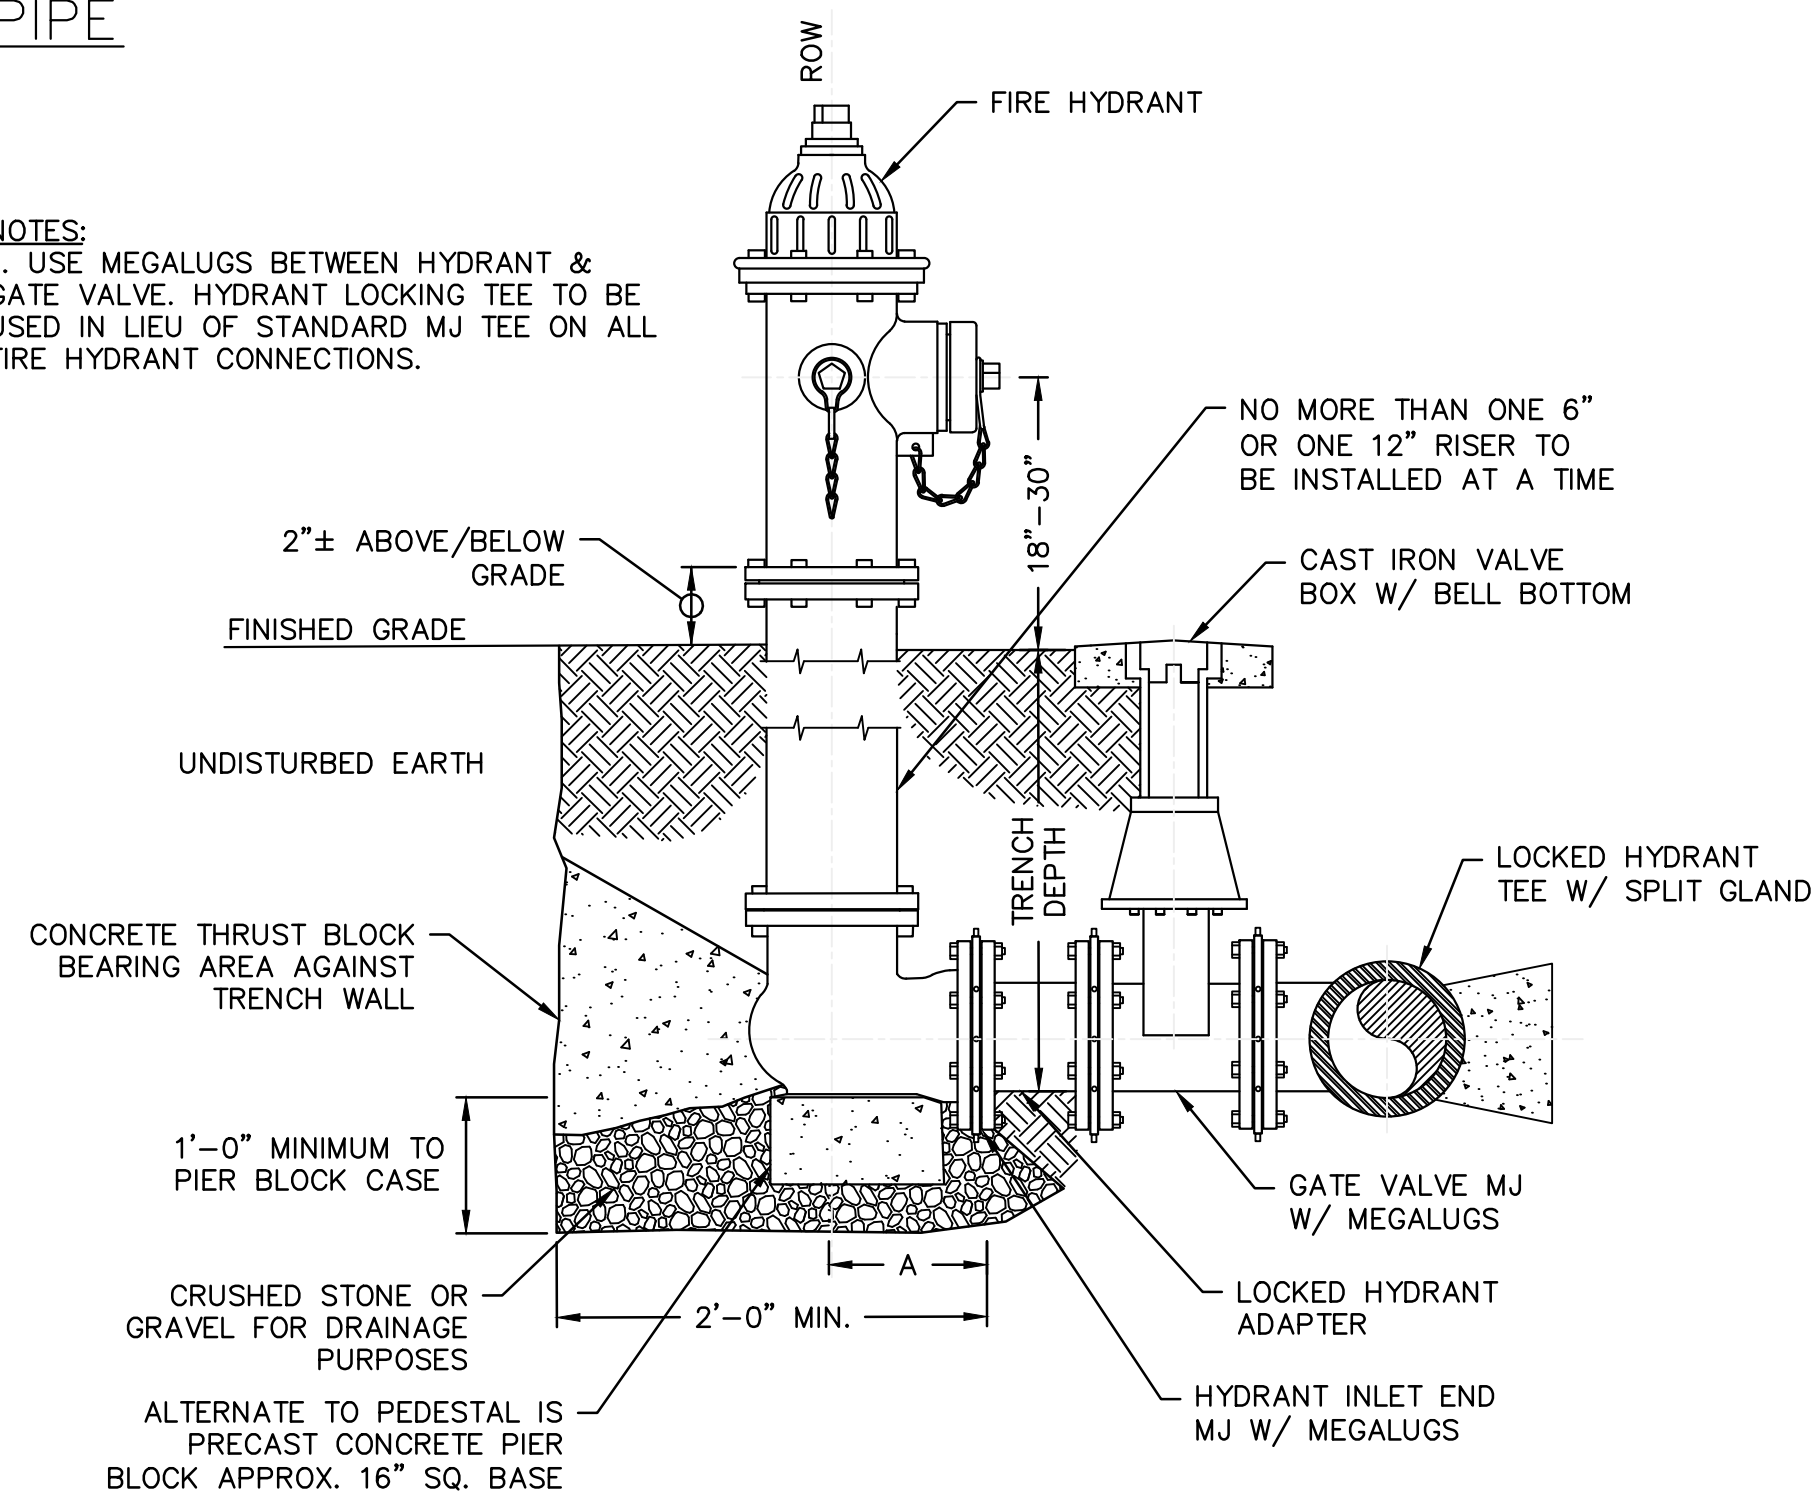 PIPE
ROW
FIRE HYDRANT
NOTES:
. USE MEGALUGS BETWEEN HYDRANT &
GATE VALVE. HYDRANT LOCKING TEE TO BE
USED IN LIEU OF STANDARD MJ TEE ON ALL
FIRE HYDRANT CONNECTIONS.
NO MORE THAN ONE 6”
OR ONE 12” RISER TO
BE INSTALLED AT A TIME
18”-30”
2”± ABOVE/BELOW
GRADE
CAST IRON VALVE
BOX W/ BELL BOTTOM
FINISHED GRADE
UNDISTURBED EARTH
TRENCH
DEPTH
LOCKED HYDRANT
TEE W/ SPLIT GLAND
CONCRETE THRUST BLOCK
BEARING AREA AGAINST
TRENCH WALL
1'-0” MINIMUM TO
PIER BLOCK CASE
GATE VALVE MJ
W/ MEGALUGS
A
2'-0” MIN.
CRUSHED STONE OR
GRAVEL FOR DRAINAGE
PURPOSES
LOCKED HYDRANT
ADAPTER
HYDRANT INLET END
MJ W/ MEGALUGS
ALTERNATE TO PEDESTAL IS
PRECAST CONCRETE PIER
BLOCK APPROX. 16” SQ. BASE